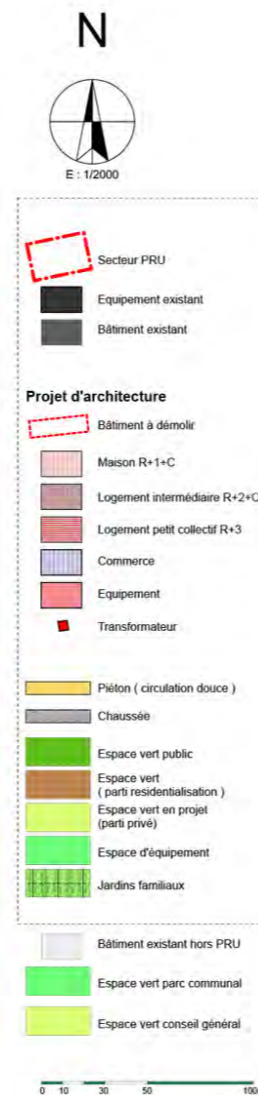 N
E : 1/2000
Secteur PRU
Equipement existant
Bâtiment existant
Projet d'architecture
Bâtiment à démolir
Maison R+1+C
Logement intermédiaire R+2+C
Logement petit collectif R+3
Commerce
Equipement
Transformateur
Piéton ( circulation douce )
Chaussée
Espace vert public
Espace vert
( parti residentialisation )
Espace vert en projet
(parti privé)
Espace d'équipement
Jardins familiaux
Bâtiment existant hors PRU
Espace vert parc communal
Espace vert conseil général
0 10 30 50 100